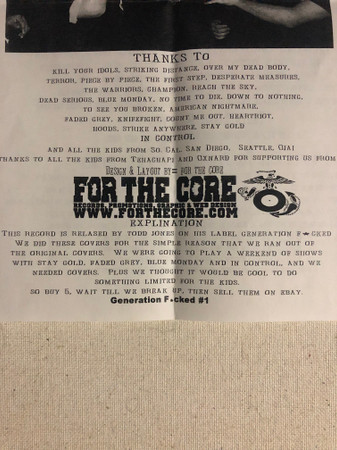 THANKS TO
KILL YOUR IDOLS, STRIKING DISTANCE, OVER MY DEAD BODY,
TERROR, PIECE BY PIECE, THE FIRST STEP, DESPERATE MEASURES,
THE WARRIORS, CHAMPION, REACH THE SKY,
DEAD SERIOUS, BLUE MONDAY, NO TIME TO DIE, DOWN TO NOTHING,
TO SEE YOU BROKEN, AMERICAN NIGHTMARE,
FADED GREY, KNIFEFIGHT, COUNT ME OUT, HEARTRIOT,
HOODS, STRIKE ANYWHERE, STAY GOLD
IN CONTROL
AND ALL THE KIDS FROM SO. CAL, SAN DIEGO, SEATTLE, OJAI
THANKS TO ALL THE KIDS FROM TEHACHAPI AND OXNARD FOR SUPPORTING US FROM
DESIGN & LAYOUT BY= FOR THE CORE
FOR THE CORE
RECORDS, PROMOTIONS, GRAPHIC & WEB DESIGN
WWW.FORTHECORE.COM
EXPLINATION
THIS RECORD IS RELASED BY TODD JONES ON HIS LABEL GENERATION F*CKED
WE DID THESE COVERS FOR THE SIMPLE REASON THAT WE RAN OUT OF
THE ORIGINAL COVERS. WE WERE GOING TO PLAY A WEEKEND OF SHOWS
WITH STAY GOLD, FADED GREY, BLUE MONDAY AND IN CONTROL, AND WE
NEEDED COVERS. PLUS WE THOUGHT IT WOULD BE COOL TO DO
SOMETHING LIMITED FOR THE KIDS.
SO BUY 5, WAIT TILL WE BREAK UP, THEN SELL THEM ON EBAY.
Generation F*cked #1